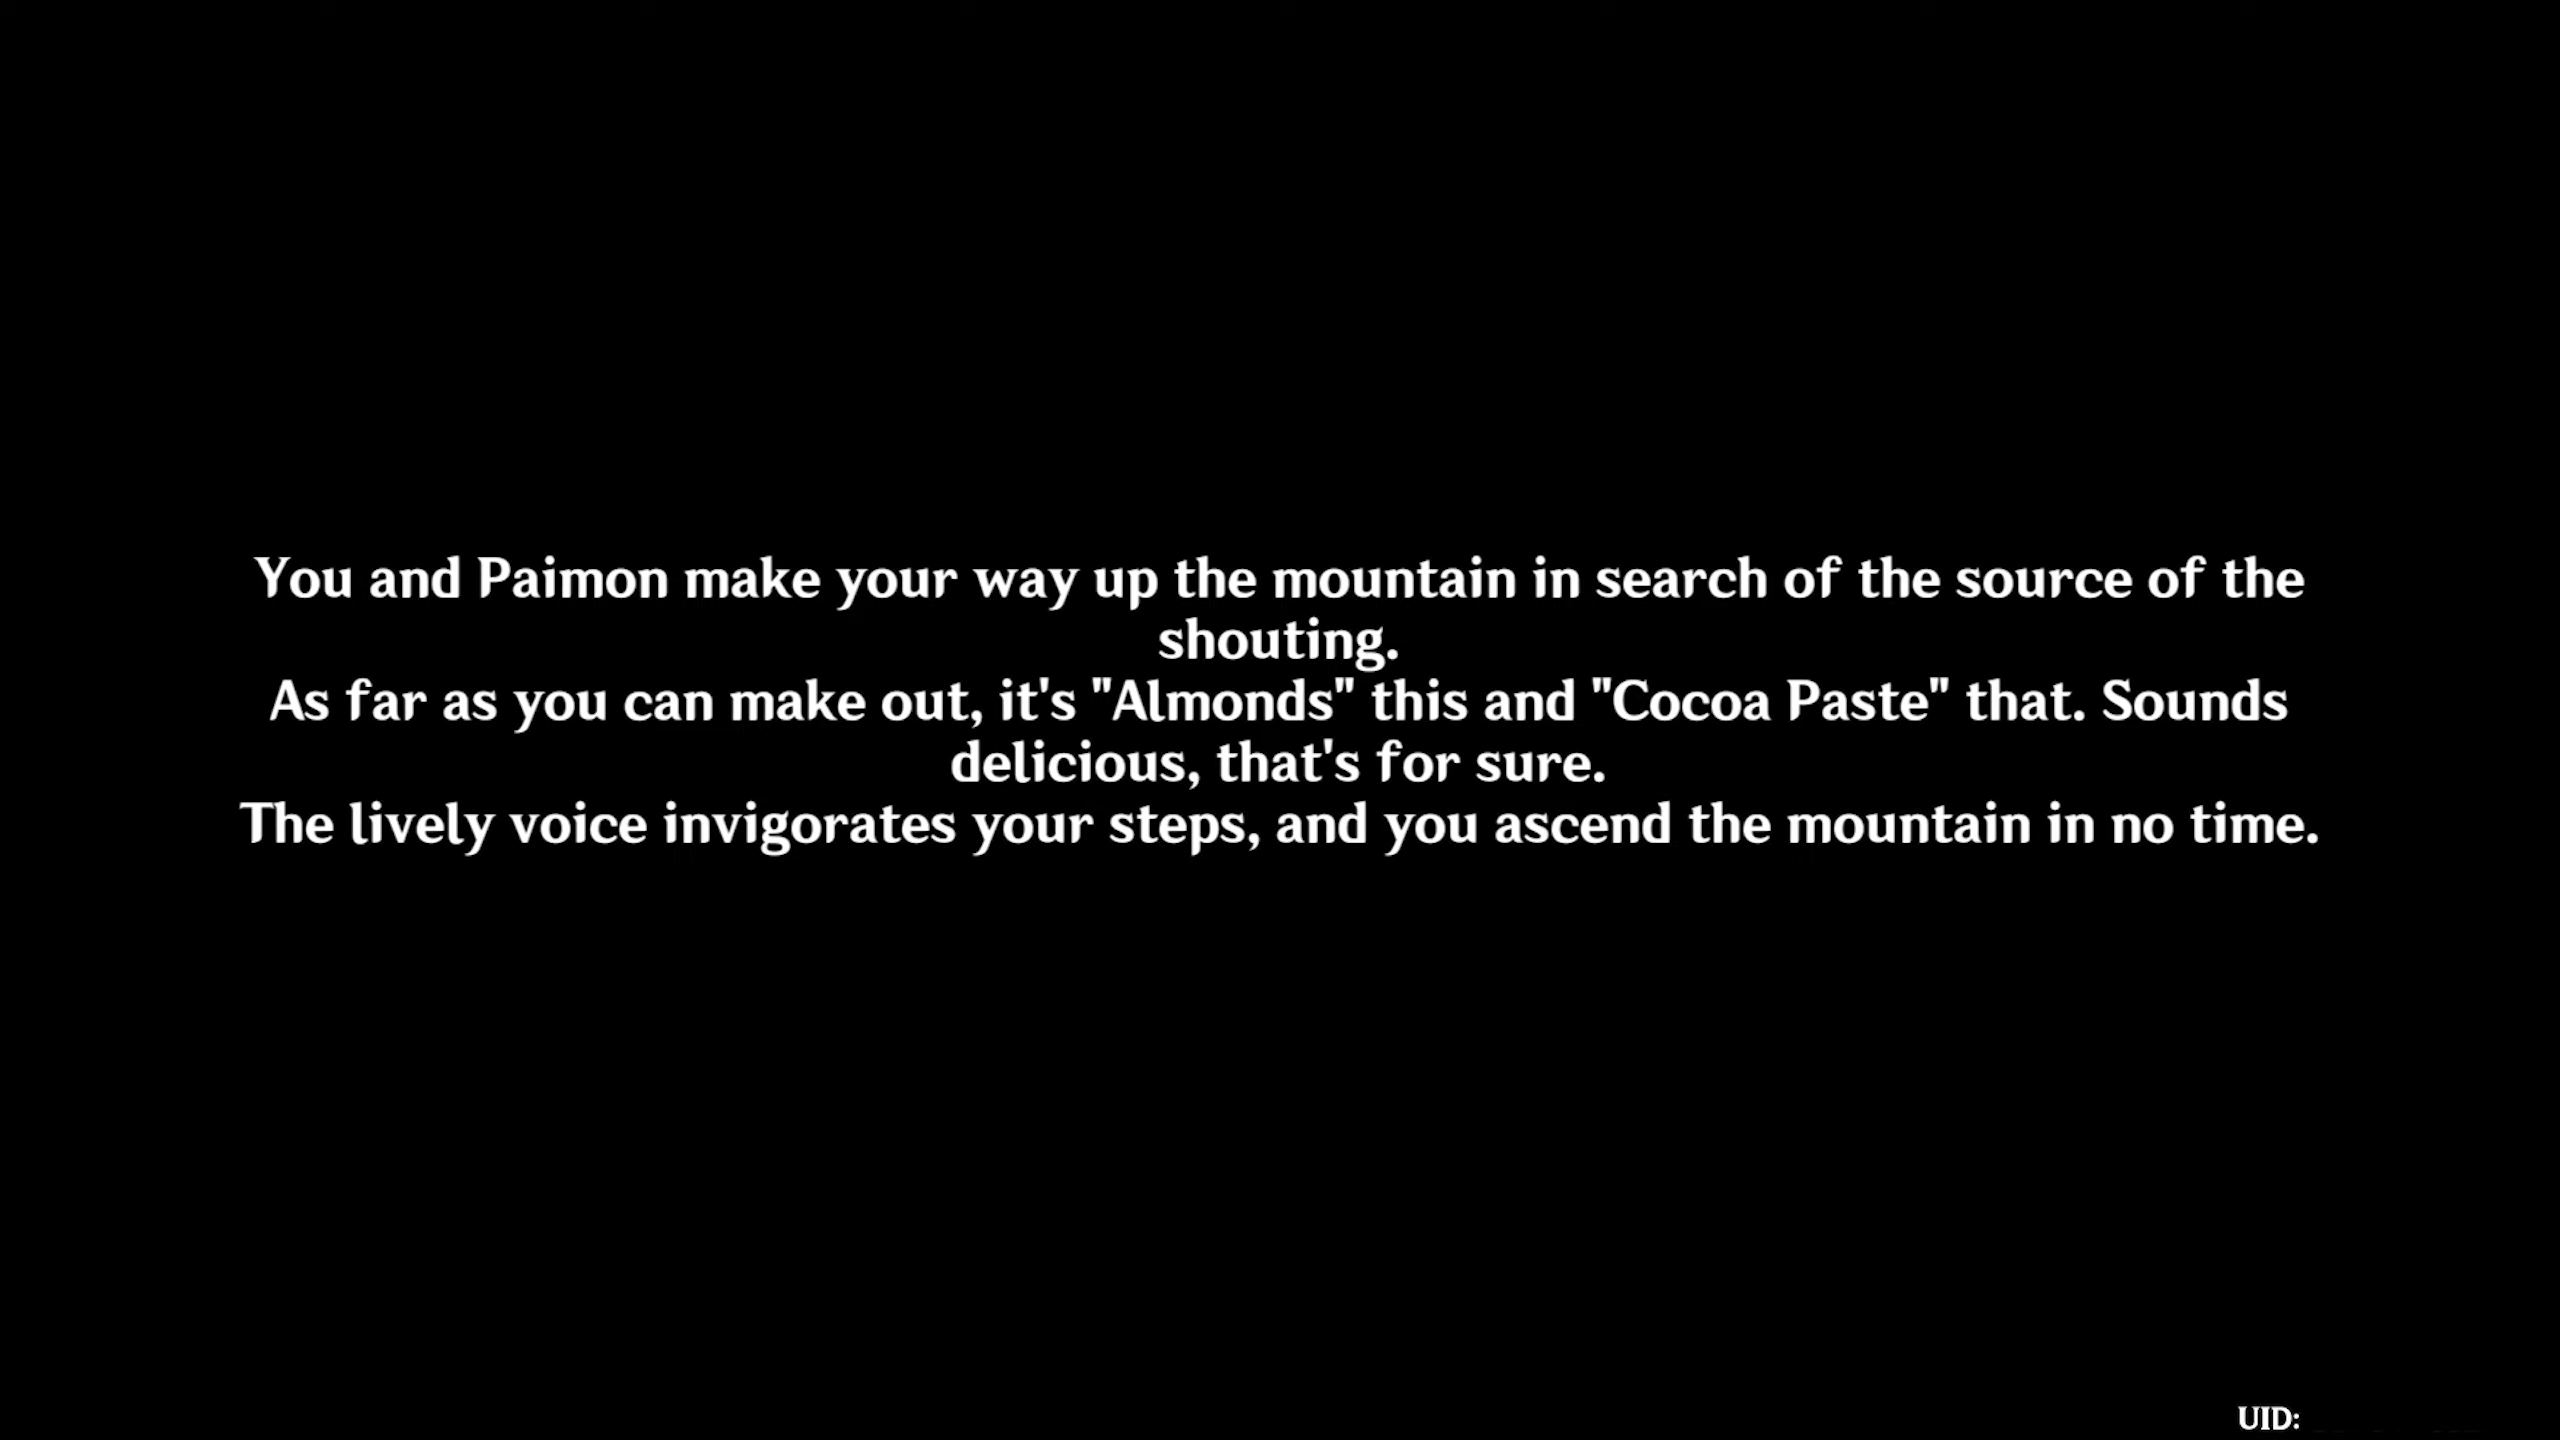 You and Paimon make your way up the mountain in search of the source of the
shouting.
As far as you can make out, it's "Almonds" this and "Cocoa Paste" that. Sounds
delicious, that's for sure.
The lively voice invigorates your steps, and you ascend the mountain in no time.
UID: